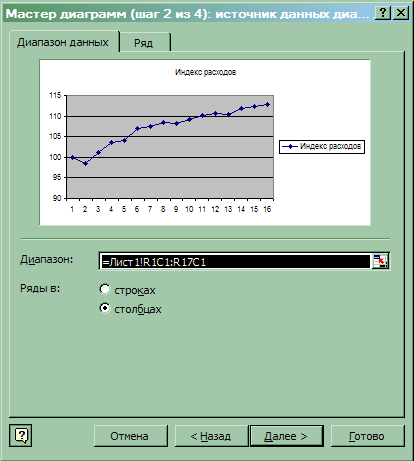 Мастер диаграмм (шаг 2 из 4): источник данных диа...
Диапазон данных
Ряд
Индекс расходов
115
110
105
100
95
90
Индекс расходов
1 2 3 4 5 6 7 8 9 10 11 12 13 14 15 16
Диапазон:
=Лист1!R1C1:R17C1
Ряды в:
строках
столбцах
Отмена
< Назад
Далее >
Готово